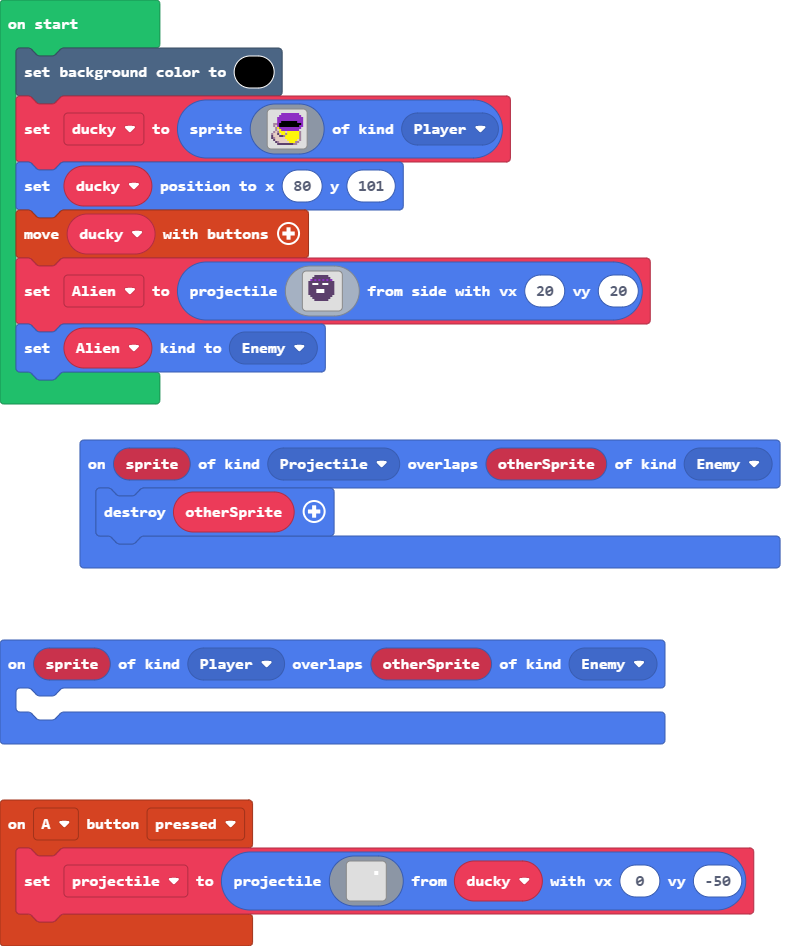 on start
set background color to
set ducky to sprite of kind Player
set ducky position to x 80 y 101
move ducky with buttons
set Alien to projectile from side with vx 20 vy 20
set Alien kind to Enemy
on sprite of kind Projectile overlaps otherSprite of kind Enemy
destroy otherSprite
on sprite of kind Player overlaps otherSprite of kind Enemy
on A button pressed
set projectile to projectile from ducky with vx 0 vy -50